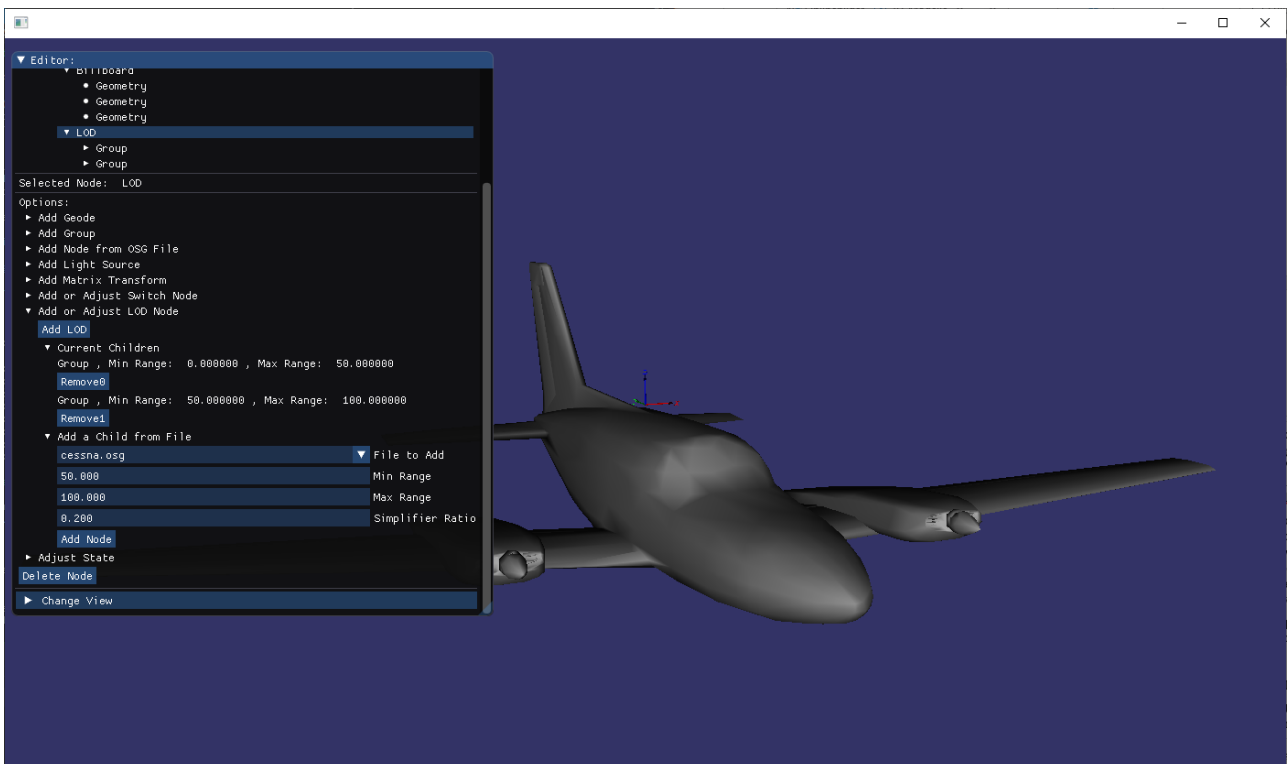 Editor:
Billboard
Geometry
Geometry
Geometry
LOD
Group
Group
Selected Node: LOD
Options:
Add Geode
Add Group
Add Node from OSG File
Add Light Source
Add Matrix Transform
Add or Adjust Switch Node
Add or Adjust LOD Node
Add LOD
Current Children
Group , Min Range: 0.000000 , Max Range: 50.000000
Remove0
Group , Min Range: 50.000000 , Max Range: 100.000000
Remove1
Add a Child from File
cessna.osg File to Add
50.000 Min Range
100.000 Max Range
0.200 Simplifier Ratio
Add Node
Adjust State
Delete Node
Change View